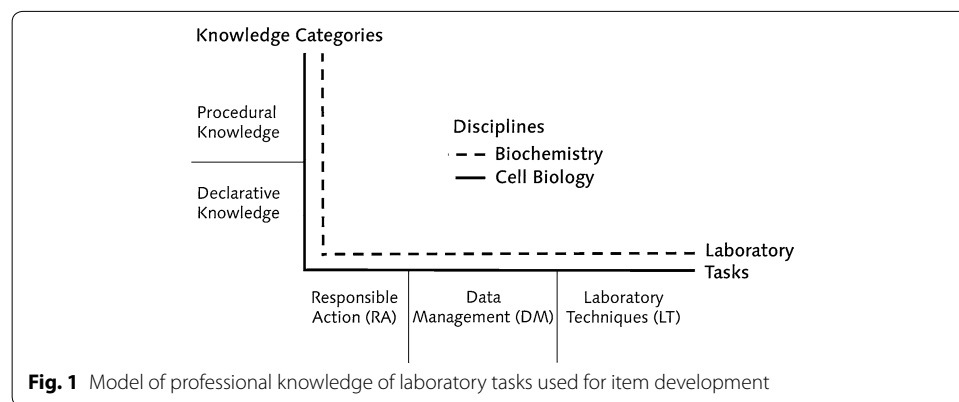 Knowledge Categories
Procedural
Knowledge
Declarative
Knowledge
Disciplines
Biochemistry
Cell Biology
Laboratory
Tasks
Responsible
Action (RA)
Data
Management (DM)
Laboratory
Techniques (LT)
Fig. 1 Model of professional knowledge of laboratory tasks used for item development